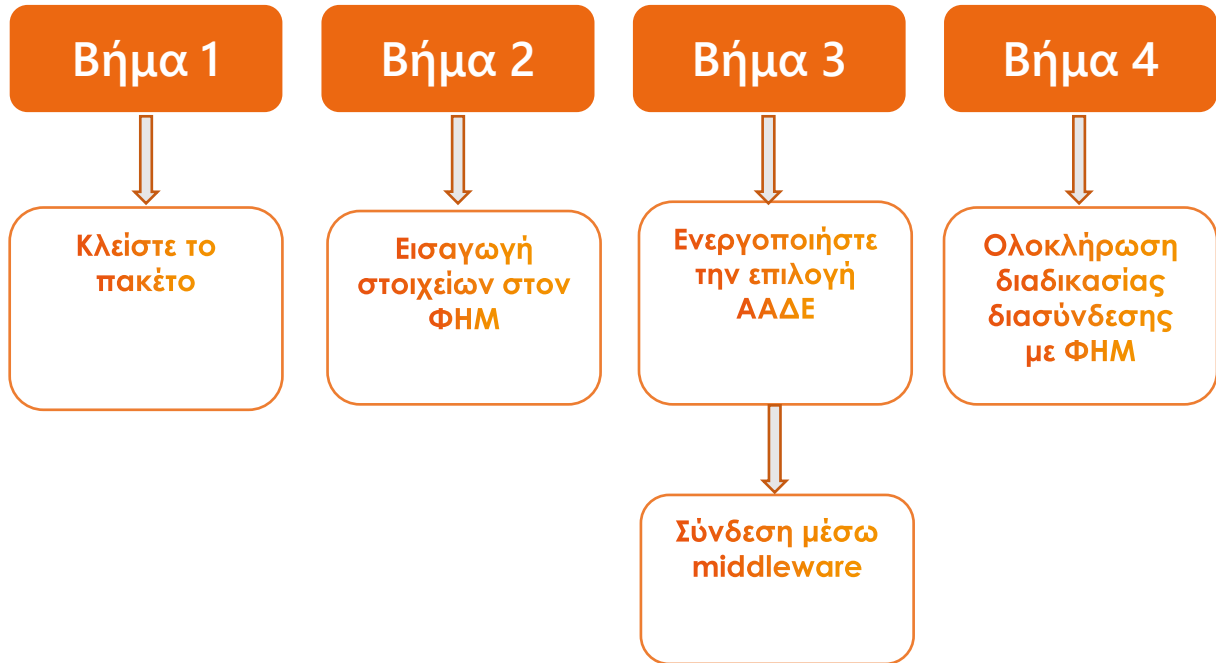 Βήμα 1
Βήμα 2
Βήμα 3
Βήμα 4
Κλείστε το
πακέτο
Εισαγωγή
στοιχείων στον
ΦΗΜ
Ενεργοποιήστε
την επιλογή
ΑΑΔΕ
Ολοκλήρωση
διαδικασίας
διασύνδεσης
με ΦΗΜ
Σύνδεση μέσω
middleware